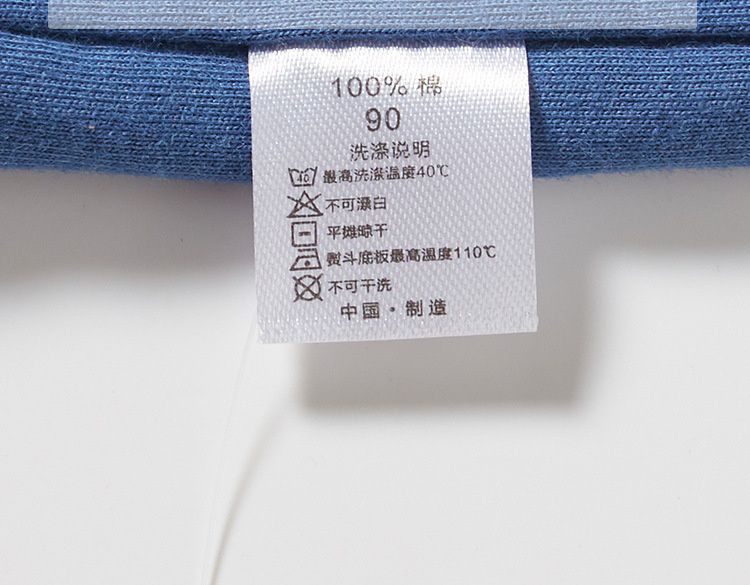 100% 棉
90
洗涤说明
40 最高洗涤温度40℃
不可漂白
平摊晾干
熨斗底板最高温度110℃
不可干洗
中国·制造